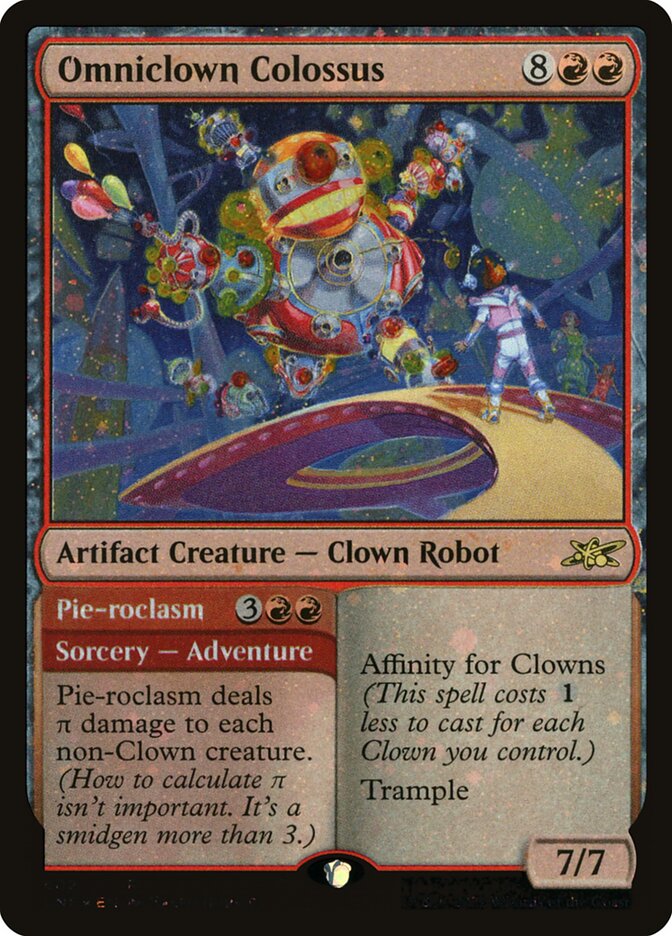 Omniclown Colossus 8
Artifact Creature — Clown Robot
Pie-roclasm 3
Sorcery — Adventure
Pie-roclasm deals
π damage to each
non-Clown creature.
(How to calculate π
isn't important. It's a
smidgen more than 3.)
Affinity for Clowns
(This spell costs 1
less to cast for each
Clown you control.)
Trample
7/7